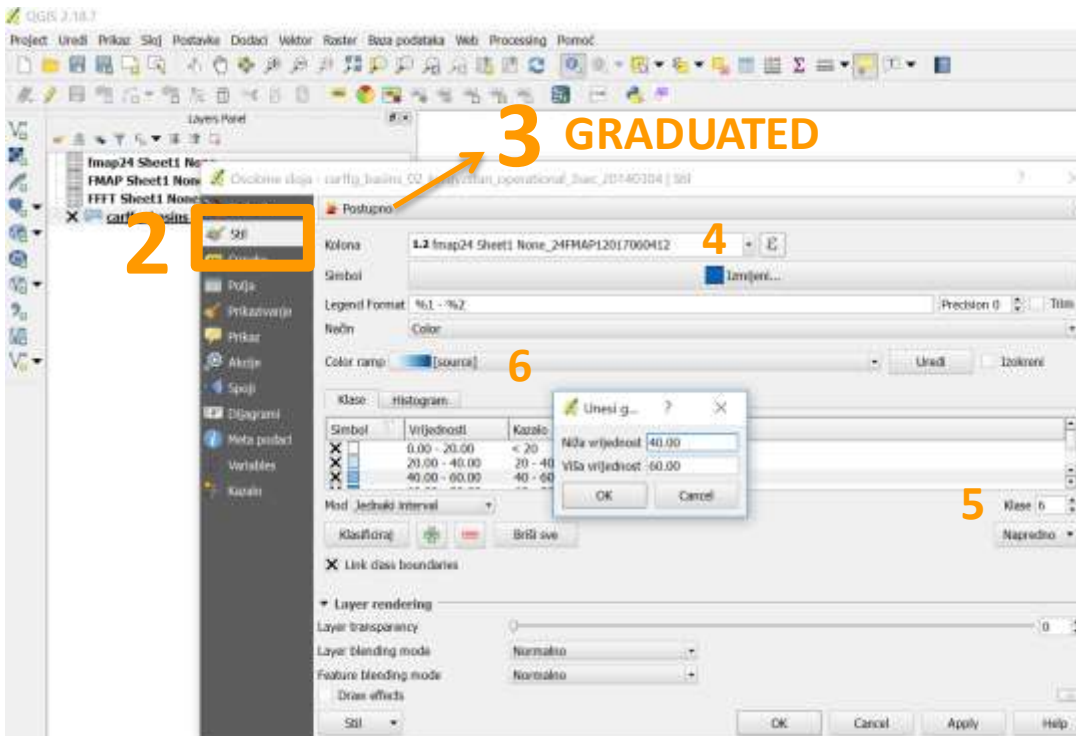 QGIS 2.18.7
Project Uredi Prikaz Sloj Postavke Dodaci Vektor Raster Baza podataka Web Processing Pomoć
Layers Panel
3 GRADUATED
fmap24 Sheet1
FMAP Sheet1 None
FFFT Sheet1 None
Osobine sloja - carffg_basins_02
operational_3sec_20140304 | Stil
Postupno
2
Stil
Polja
Prikazivanje
Prikaz
Akcije
Spoji
Dijagrami
Meta podaci
Variables
Kazalo
Kolona 1.2 fmap24 Sheet1 None_24FMAP12017060412 4 ε
Simbol Izmijeni...
Legend Format %1 - %2 Precision 0 Trim
Način Color
Color ramp [source] 6 Uredi Izokreni
Klase Histogram
Simbol Vrijednosti Kazalo
0.00 - 20.00 < 20
20.00 - 40.00 20 - 40
40.00 - 60.00 40 - 60
Unesi g... ?
Niža vrijednost 40.00
Viša vrijednost 60.00
OK Cancel
Mod Jednaki interval 5 Klase 6
Klasificiraj Briši sve Napredno
Link class boundaries
Layer rendering
Layer transparency 0
Layer blending mode Normalno
Feature blending mode Normalno
Draw effects
Stil OK Cancel Apply Help